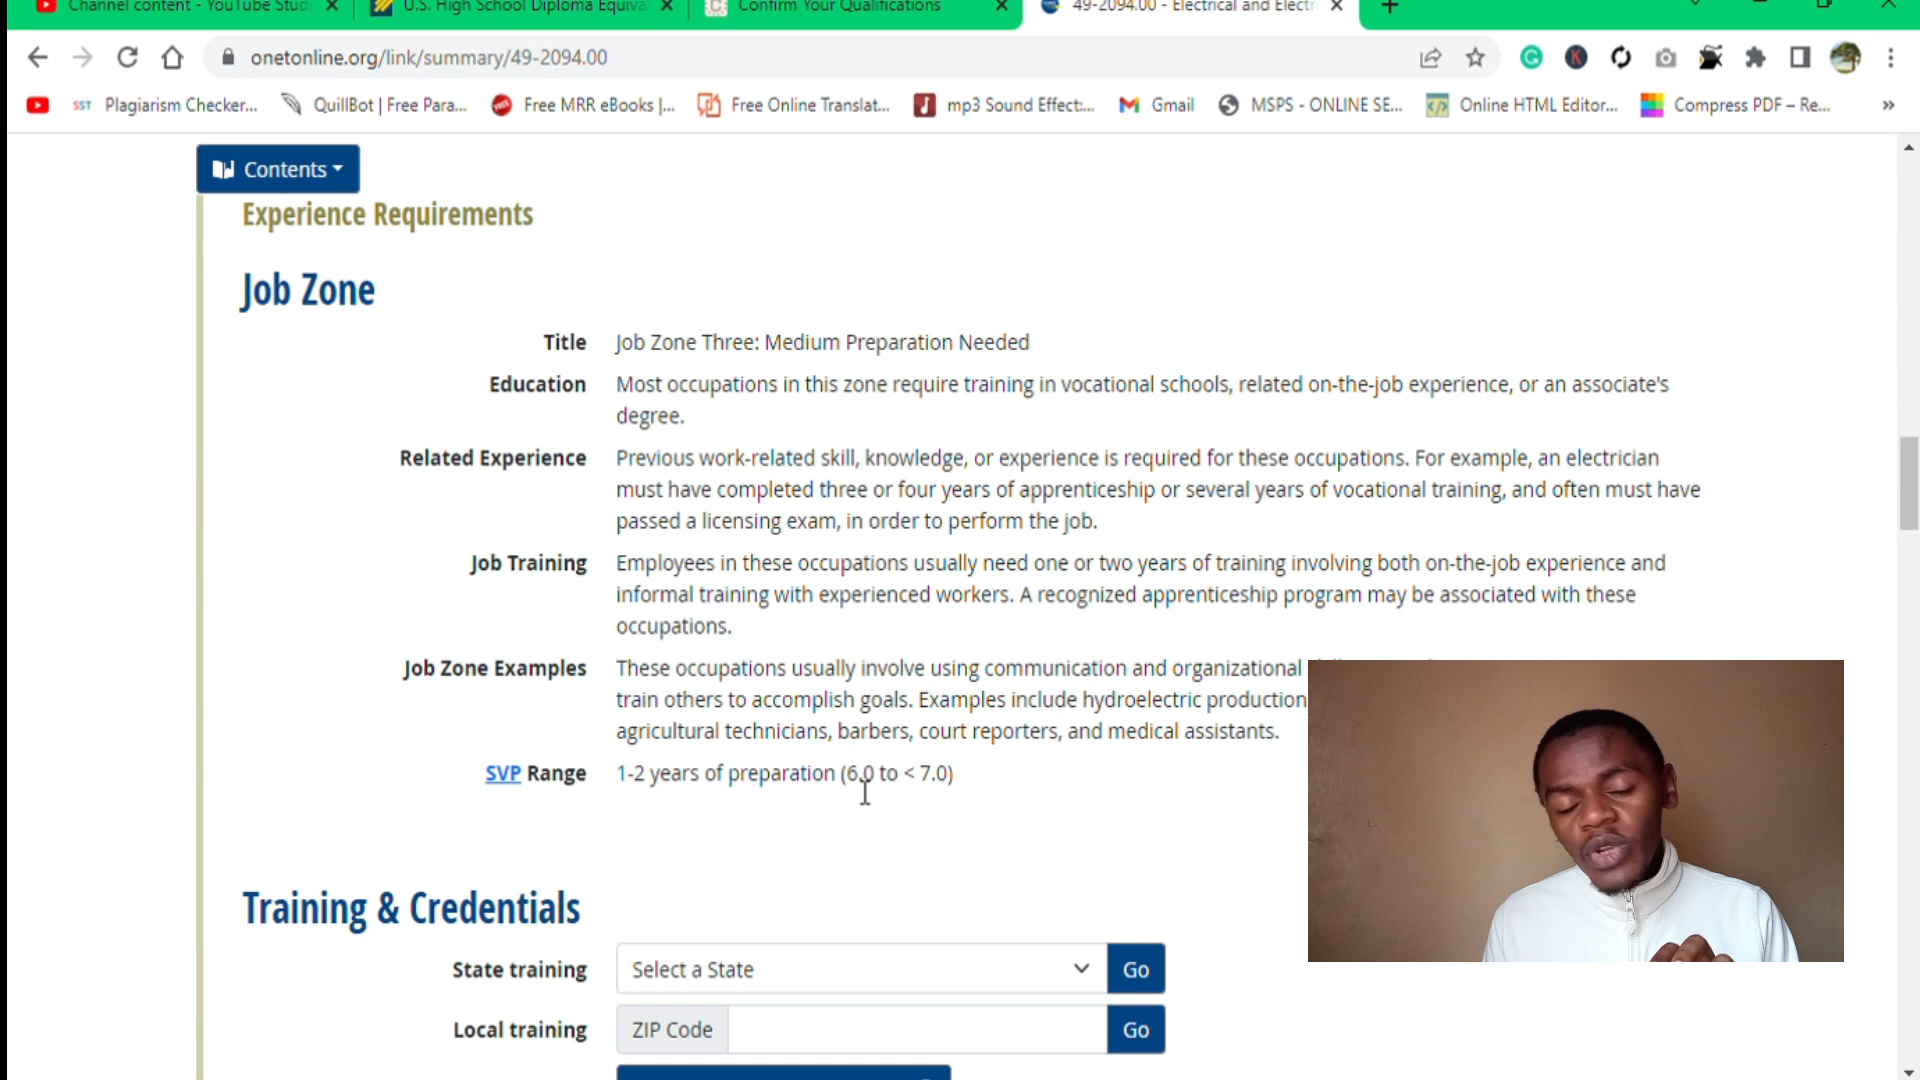 Channel content - YouTube Studi
U.S. High School Diploma Equiva
Confirm Your Qualifications
49-2094.00 - Electrical and Electr
onetonline.org/link/summary/49-2094.00
SST Plagiarism Checker...
QuillBot | Free Para...
Free MRR eBooks |...
Free Online Translat...
mp3 Sound Effect:...
Gmail
MSPS - ONLINE SE...
Online HTML Editor...
Compress PDF – Re...
Contents
Experience Requirements
Job Zone
Title Job Zone Three: Medium Preparation Needed
Education Most occupations in this zone require training in vocational schools, related on-the-job experience, or an associate's
degree.
Related Experience Previous work-related skill, knowledge, or experience is required for these occupations. For example, an electrician
must have completed three or four years of apprenticeship or several years of vocational training, and often must have
passed a licensing exam, in order to perform the job.
Job Training Employees in these occupations usually need one or two years of training involving both on-the-job experience and
informal training with experienced workers. A recognized apprenticeship program may be associated with these
occupations.
Job Zone Examples These occupations usually involve using communication and organizational
train others to accomplish goals. Examples include hydroelectric production
agricultural technicians, barbers, court reporters, and medical assistants.
SVP Range 1-2 years of preparation (6.0 to < 7.0)
Training & Credentials
State training Select a State Go
Local training ZIP Code Go